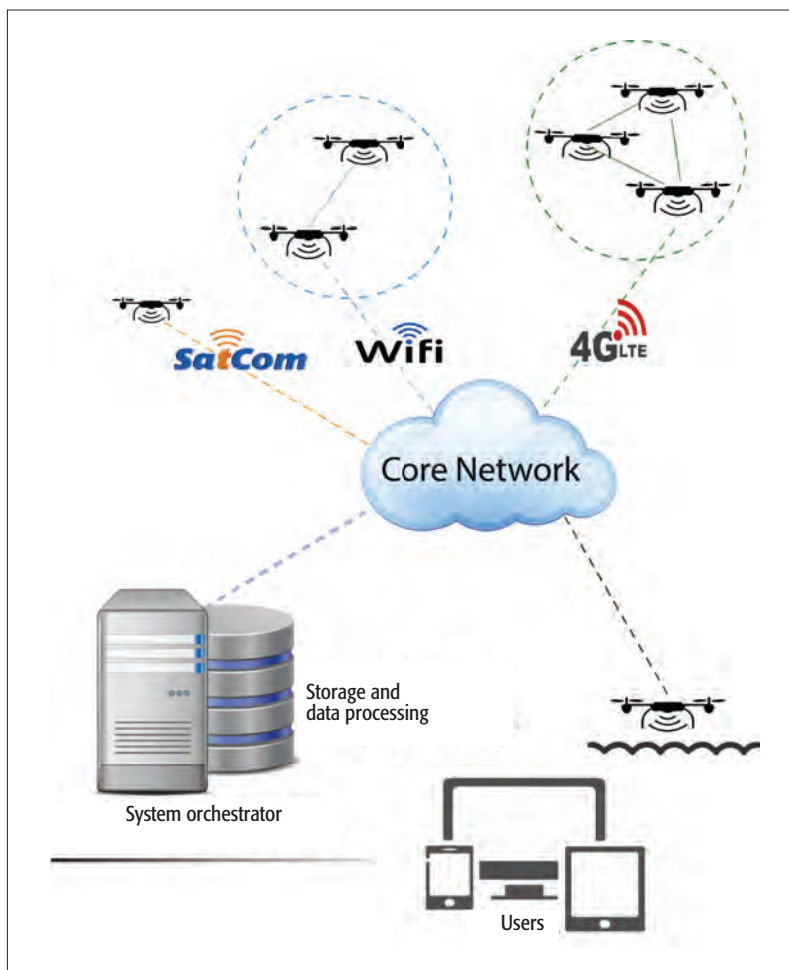 SatCom
Wifi
4G LTE
Core Network
Storage and
data processing
System orchestrator
Users